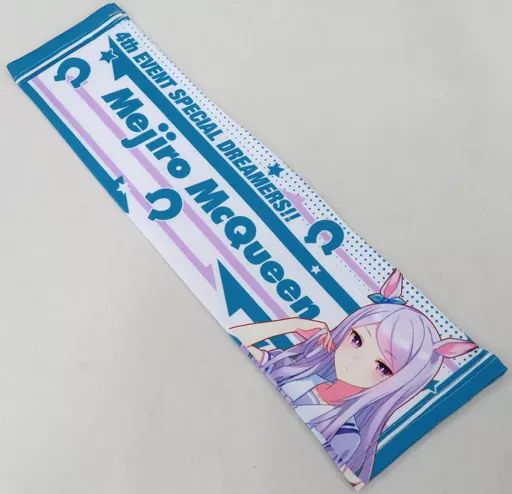 4th EVENT SPECIAL DREAMERS!!
Mejiro McQueen